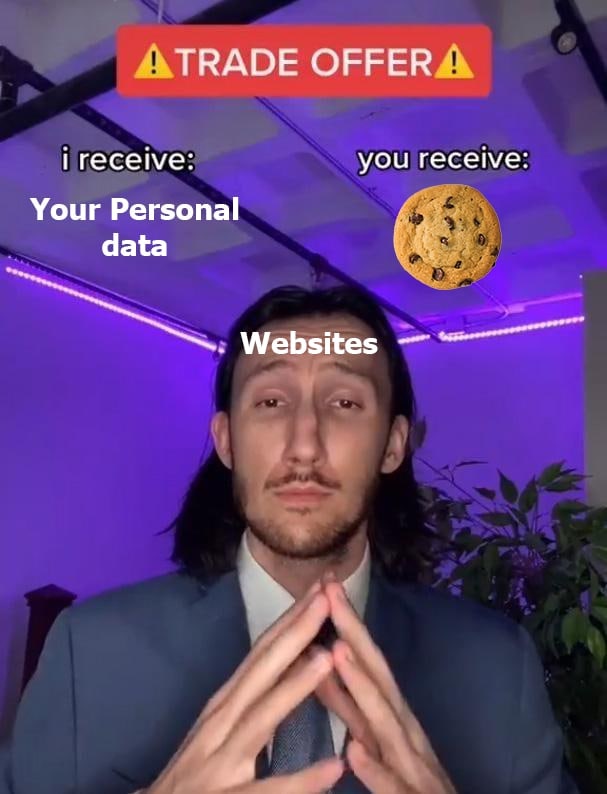 ⚠TRADE OFFER⚠
i receive:
you receive:
Your Personal
data
Websites